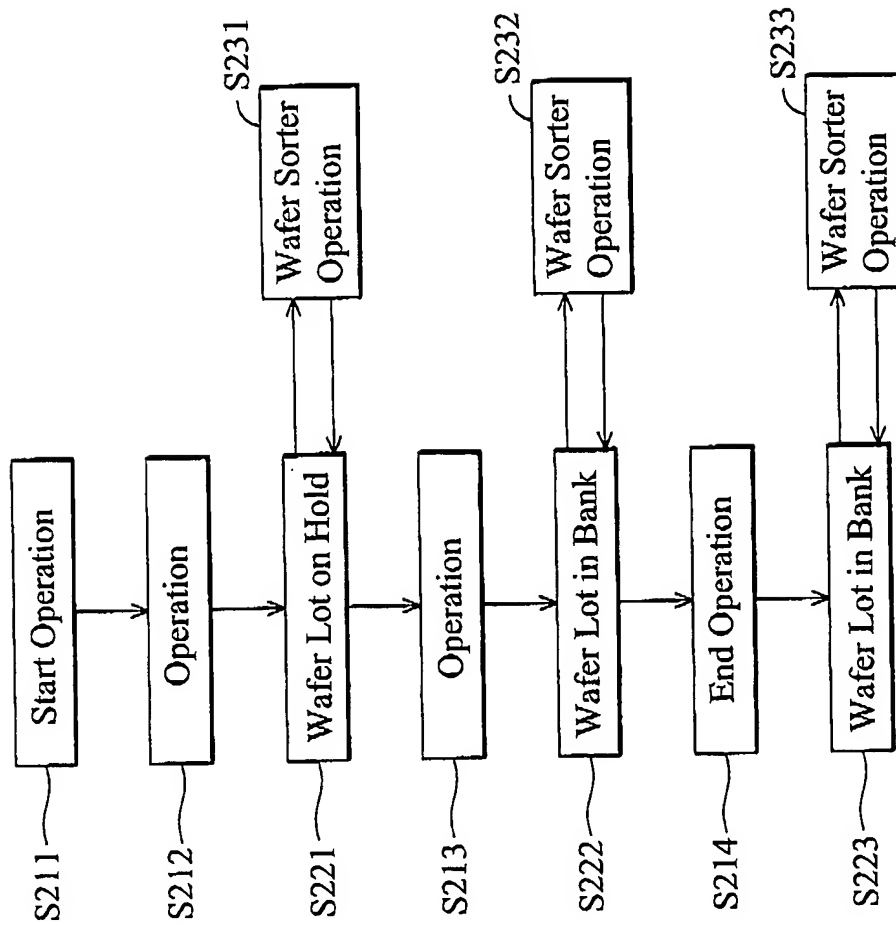 S211
Start Operation
S212
Operation
S221
Wafer Lot on Hold
S231
Wafer Sorter
Operation
S213
Operation
S222
Wafer Lot in Bank
S232
Wafer Sorter
Operation
S214
End Operation
S223
Wafer Lot in Bank
S233
Wafer Sorter
Operation